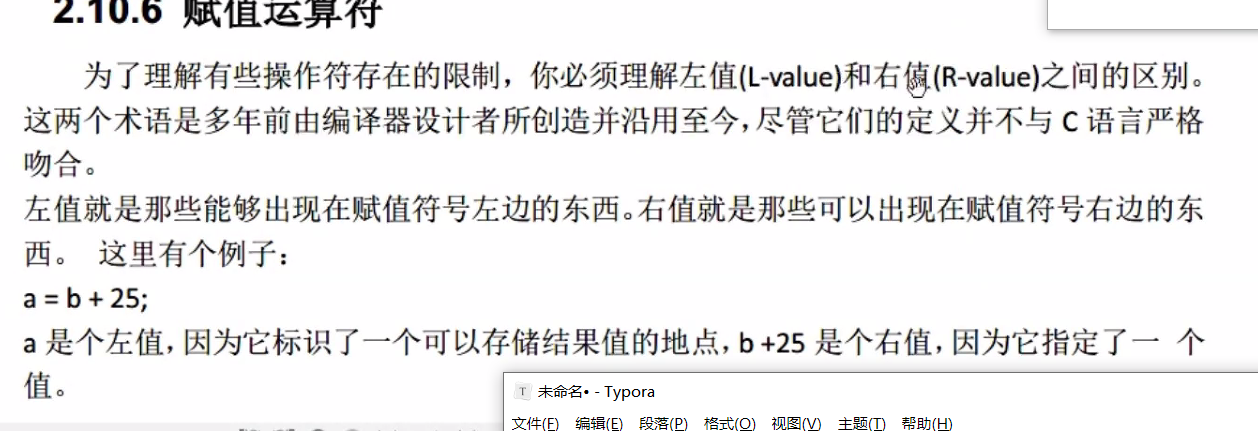 2.10.6 赋值运算符
为了理解有些操作符存在的限制，你必须理解左值(L-value)和右值(R-value)之间的区别。
这两个术语是多年前由编译器设计者所创造并沿用至今，尽管它们的定义并不与 C 语言严格
吻合。
左值就是那些能够出现在赋值符号左边的东西。右值就是那些可以出现在赋值符号右边的东
西。 这里有个例子：
a = b + 25;
a 是个左值，因为它标识了一个可以存储结果值的地点，b +25 是个右值，因为它指定了一 个
值。
T 未命名• - Typora
文件(F) 编辑(E) 段落(P) 格式(O) 视图(V) 主题(T) 帮助(H)